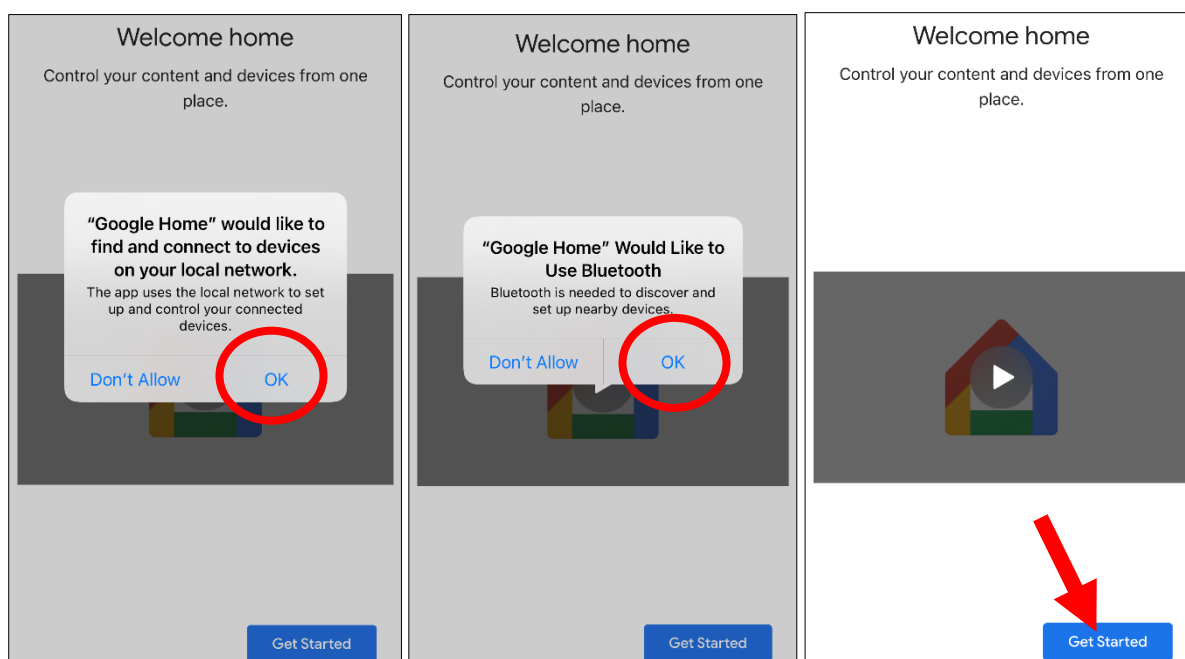 Welcome home
Control your content and devices from one
place.
“Google Home” would like to
find and connect to devices
on your local network.
The app uses the local network to set
up and control your connected
devices.
Don’t Allow
OK
Get Started
Welcome home
Control your content and devices from one
place.
“Google Home” Would Like to
Use Bluetooth
Bluetooth is needed to discover and
set up nearby devices.
Don’t Allow
OK
Get Started
Welcome home
Control your content and devices from one
place.
Get Started